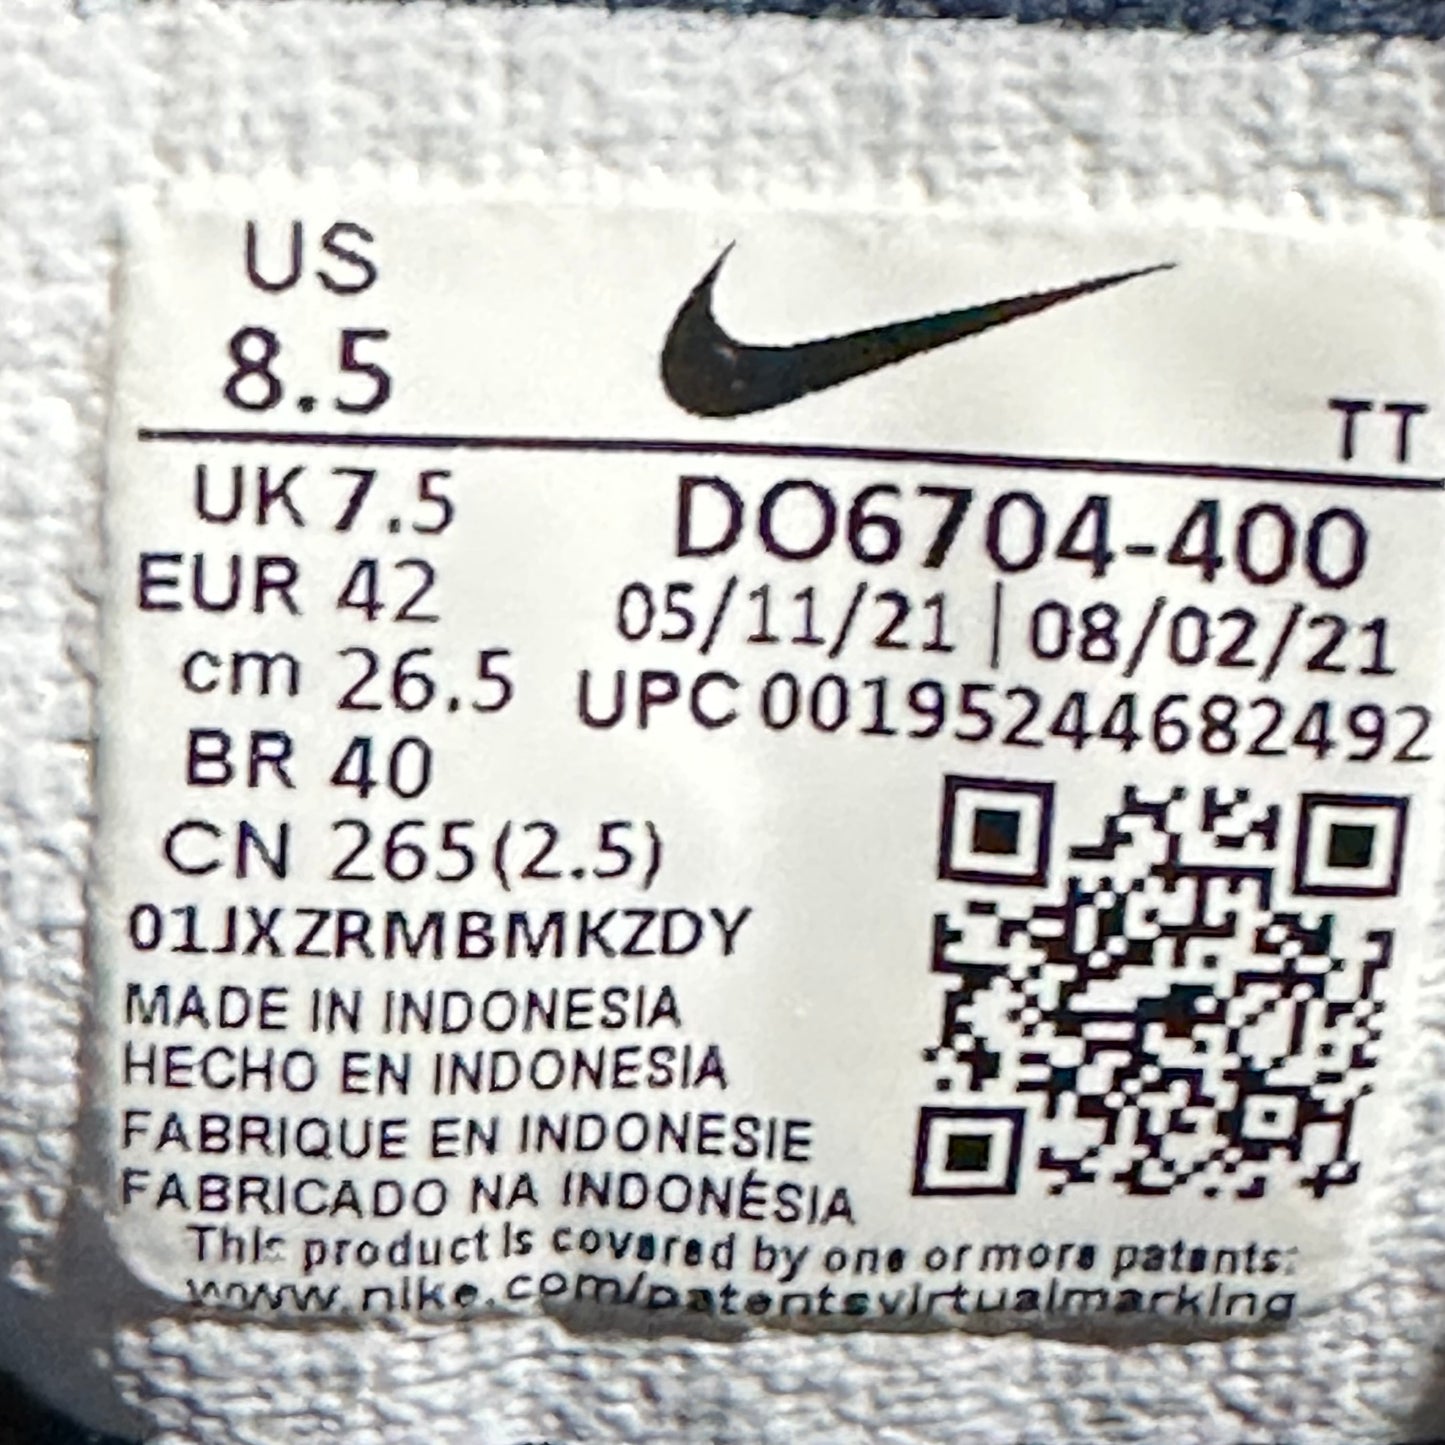 US
8.5
TT
UK 7.5
EUR 42
cm 26.5
BR 40
CN 265(2.5)
DO6704-400
05/11/21 | 08/02/21
UPC 00195244682492
01JXZRMBMKZDY
MADE IN INDONESIA
HECHO EN INDONESIA
FABRIQUE EN INDONESIE
FABRICADO NA INDONÉSIA
This product is covered by one or more patents:
www.nike.com/patentsvirtualmarking